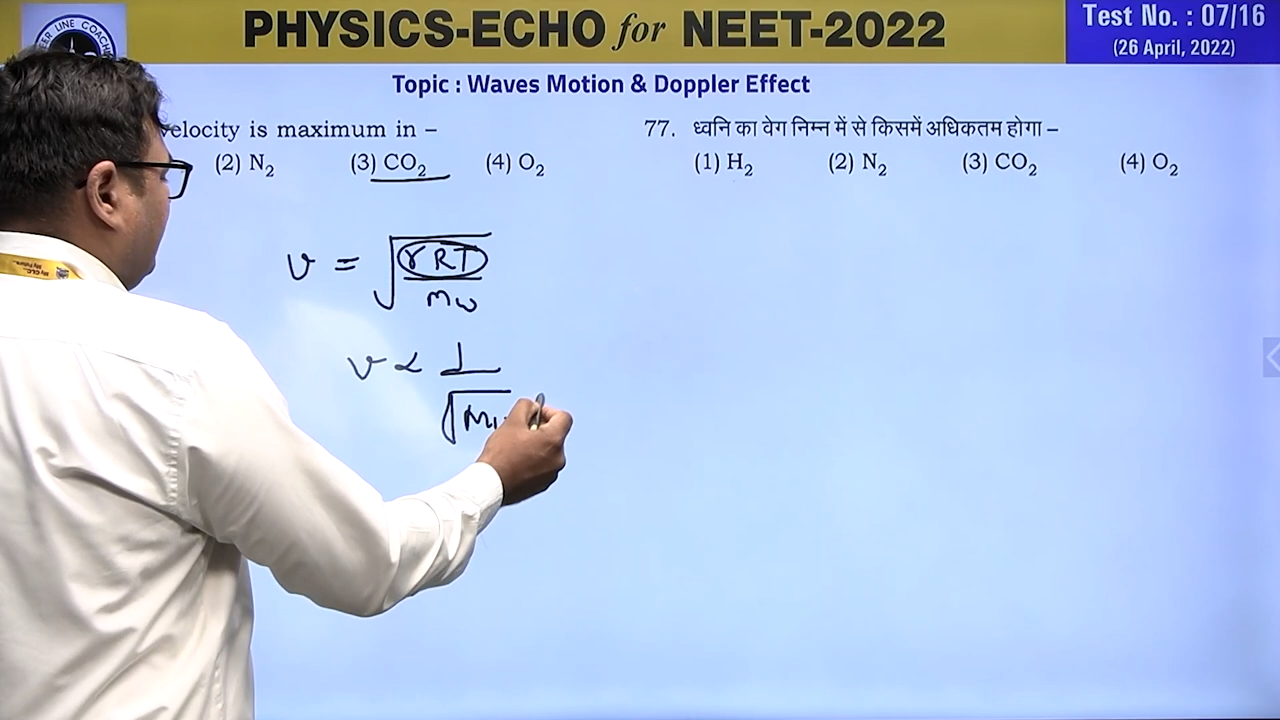 PHYSICS-ECHO for NEET-2022
Test No. : 07/16
(26 April, 2022)
Topic : Waves Motion & Doppler Effect
velocity is maximum in –
(2) N₂ (3) CO₂ (4) O₂
77. ध्वनि का वेग निम्न में से किसमें अधिकतम होगा –
(1) H₂ (2) N₂ (3) CO₂ (4) O₂
v = √(γRT/Mw)
v ∝ 1/√M